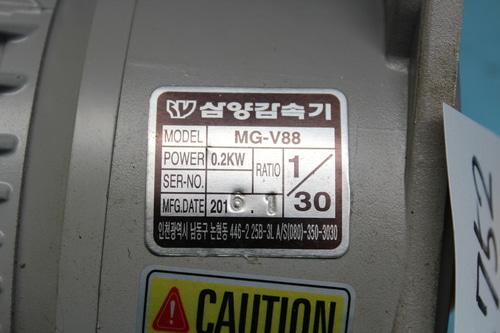 삼양감속기
MODEL MG-V88
POWER 0.2KW RATIO 1/30
SER-NO.
MFG.DATE 2016.1
인천광역시 남동구 논현동 446-2 25B-3L A/S(080)-350-3030
CAUTION
752